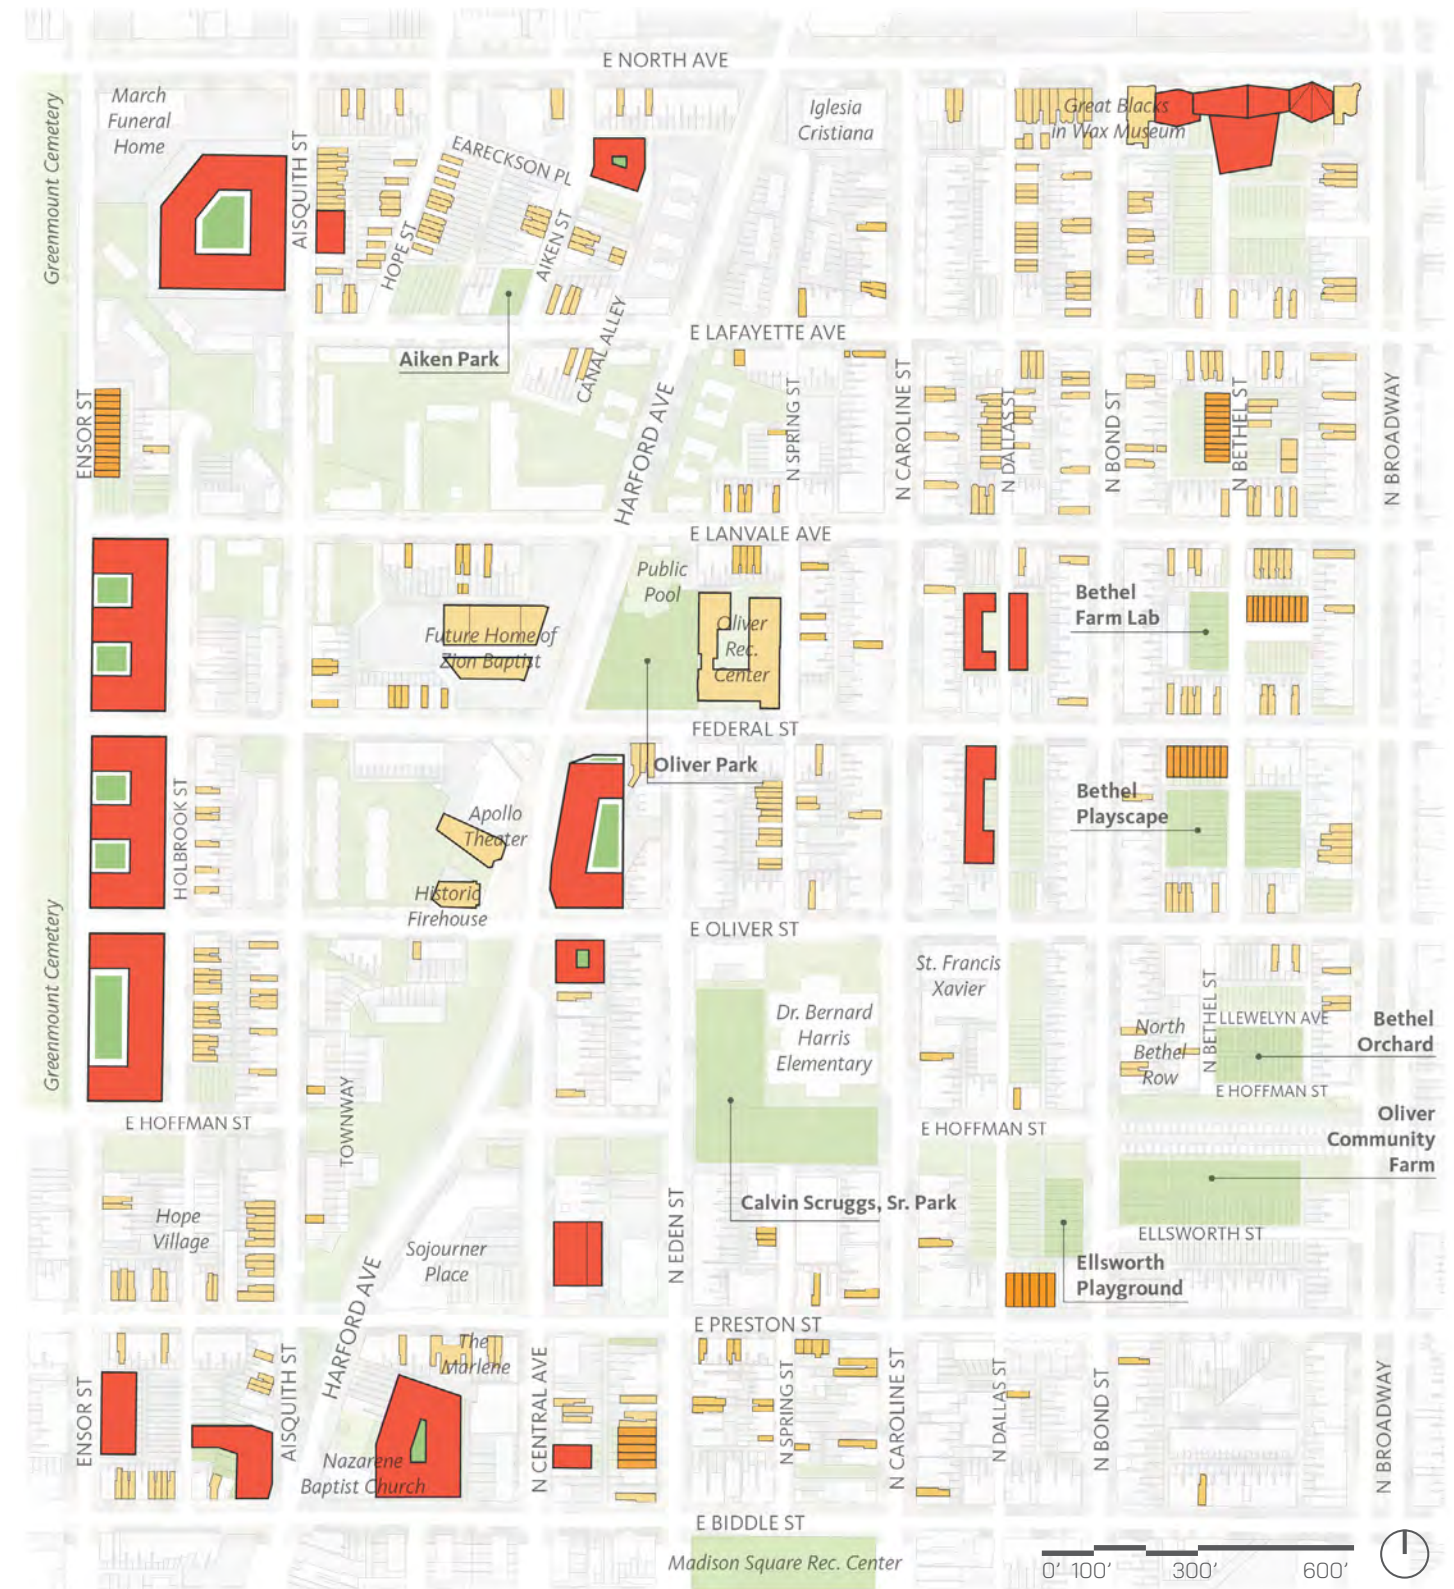 E NORTH AVE
March
Funeral
Home
Greenmount Cemetery
AISQUITH ST
EARECKSON PL
HOPE ST
AIKEN ST
Iglesia
Cristiana
Great Blacks
in Wax Museum
CANAL ALLEY
Aiken Park
E LAFAYETTE AVE
ENSOR ST
HARFORD AVE
N SPRING ST
N CAROLINE ST
N DALLAS ST
N BOND ST
N BETHEL ST
N BROADWAY
E LANVALE AVE
Public
Pool
Oliver
Rec.
Center
Future Home of
Zion Baptist
Bethel
Farm Lab
FEDERAL ST
Oliver Park
HOLBROOK ST
Apollo
Theater
Historic
Firehouse
Bethel
Playscape
Greenmount Cemetery
E OLIVER ST
St. Francis
Xavier
Dr. Bernard
Harris
Elementary
North
Bethel
Row
N BETHEL ST
LLEWELYN AVE
Bethel
Orchard
E HOFFMAN ST
TOWNWAY
E HOFFMAN ST
E HOFFMAN ST
Oliver
Community
Farm
Hope
Village
Sojourner
Place
N EDEN ST
Calvin Scruggs, Sr. Park
ELLSWORTH ST
Ellsworth
Playground
HARFORD AVE
E PRESTON ST
The
Marlene
ENSOR ST
AISQUITH ST
N CENTRAL AVE
N SPRING ST
N CAROLINE ST
N DALLAS ST
N BOND ST
N BROADWAY
Nazarene
Baptist Church
E BIDDLE ST
Madison Square Rec. Center
0' 100' 300' 600'